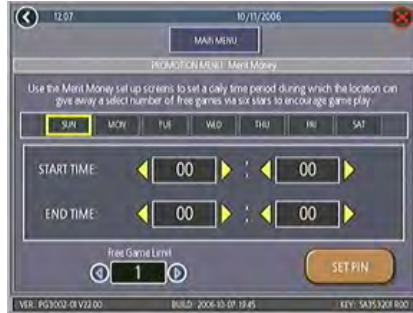 12:07 10/11/2006
MAIN MENU
PROMOTION MENU: Merit Money
Use the Merit Money set up screens to set a daily time period during which the location can
give away a select number of free games via six stars to encourage game play
SUN MON TUE WED THU FRI SAT
START TIME: 00 : 00
END TIME: 00 : 00
Free Game Limit
1
SET PIN
VER: PG3002-01 V22.00 BUILD: 2006-10-07 19:45 KEY: SA353201 R00